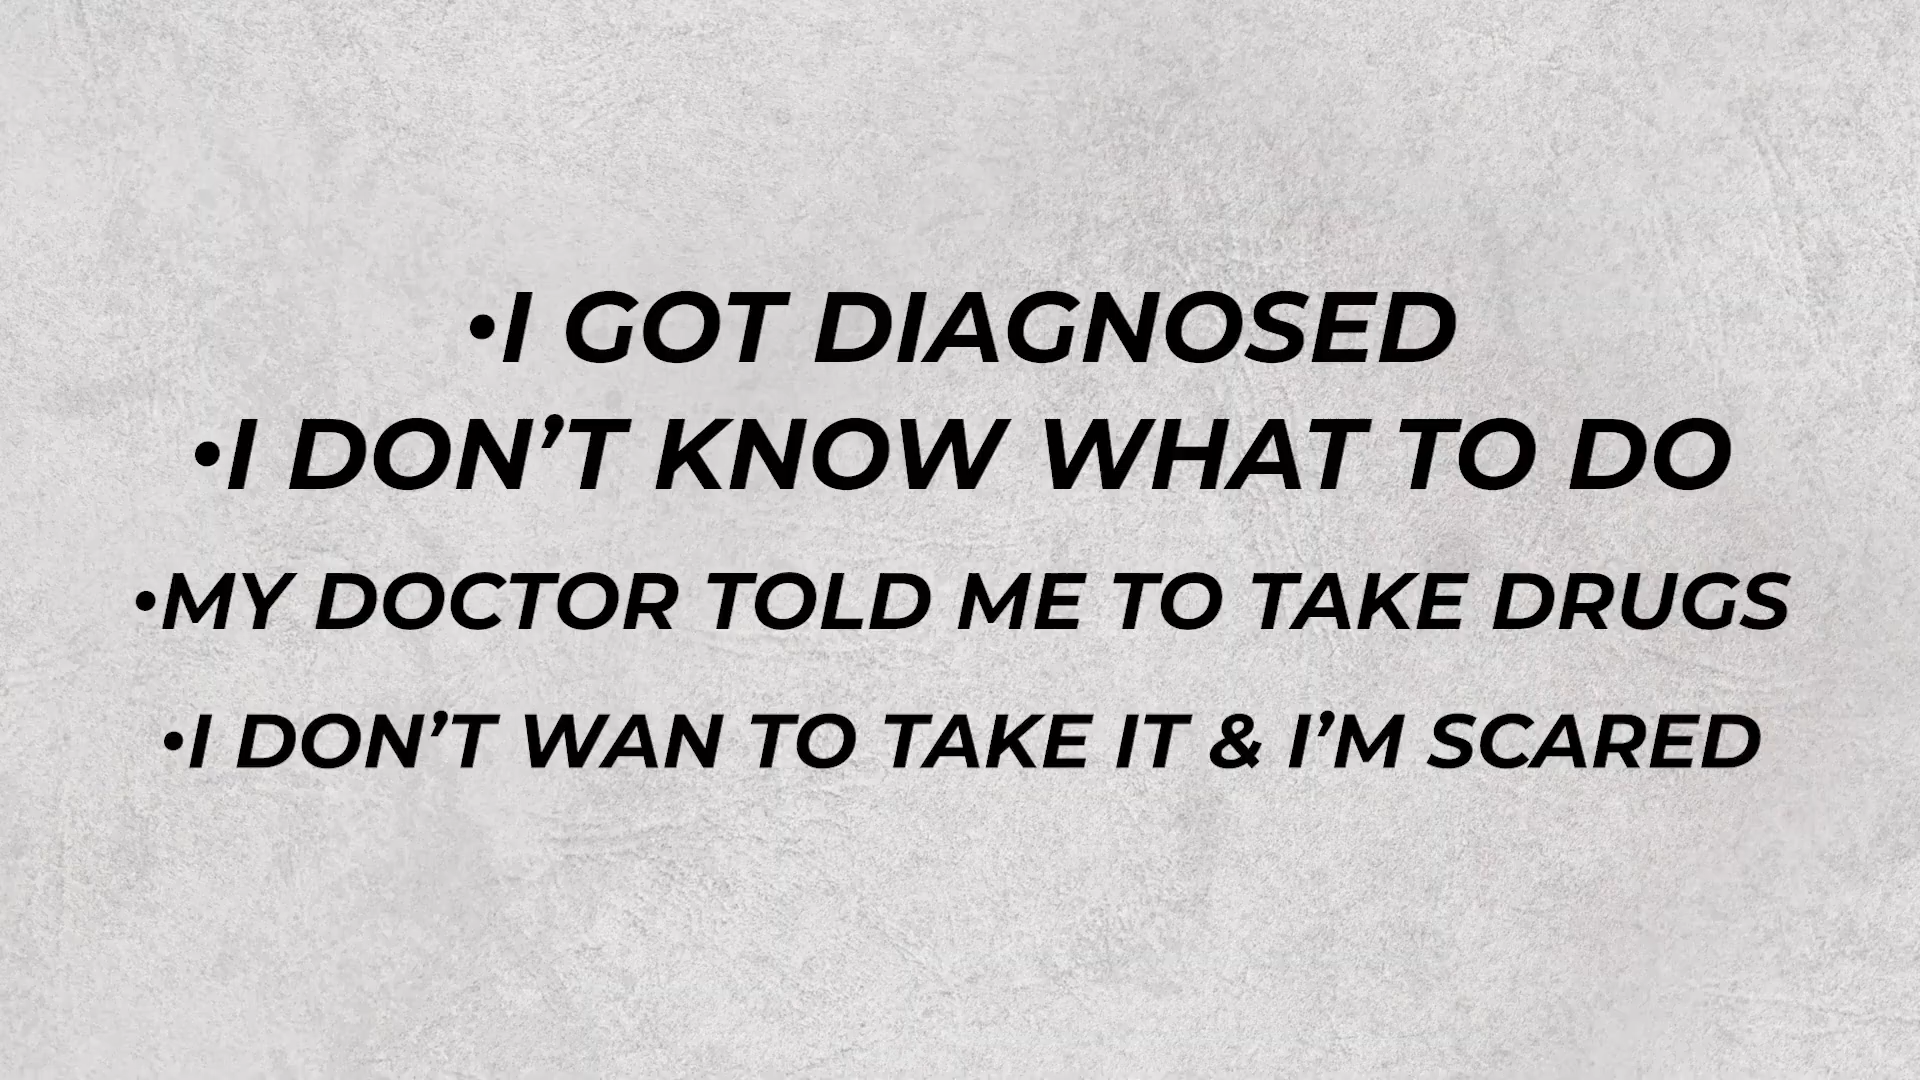 •I GOT DIAGNOSED
•I DON’T KNOW WHAT TO DO
•MY DOCTOR TOLD ME TO TAKE DRUGS
•I DON’T WAN TO TAKE IT & I’M SCARED